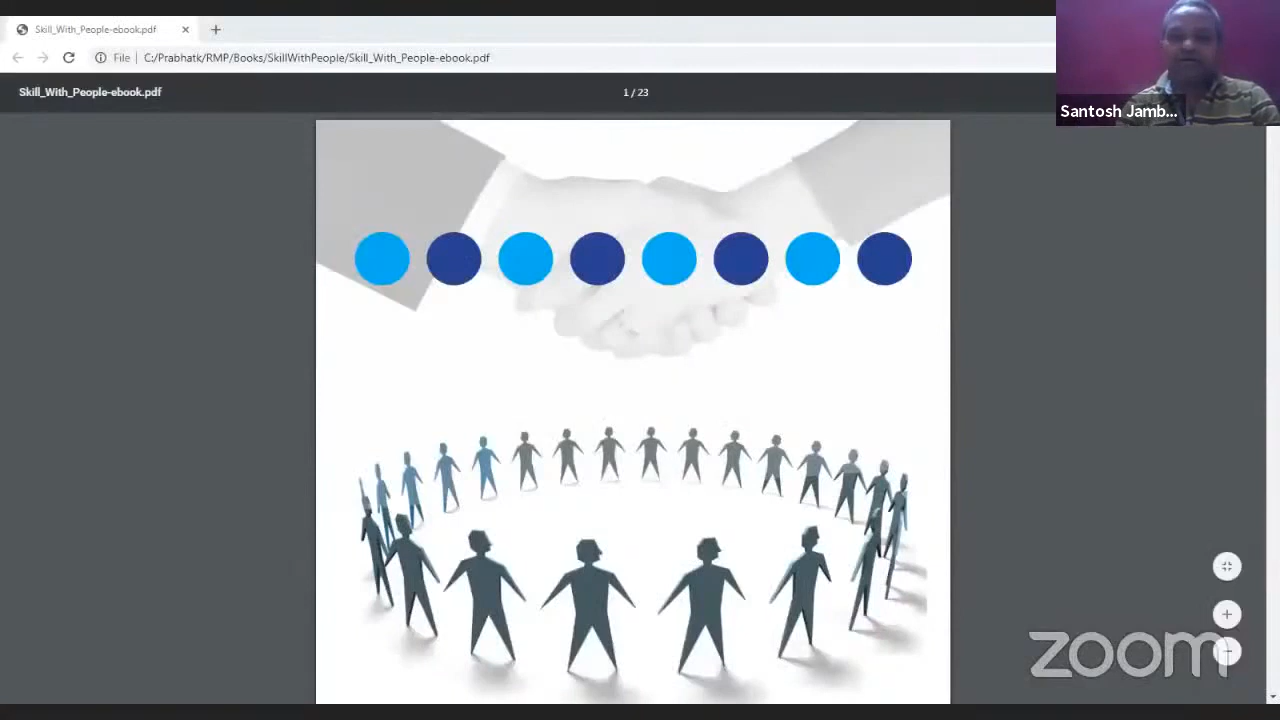 Skill_With_People-ebook.pdf
File C:/Prabhatk/RMP/Books/SkillWithPeople/Skill_With_People-ebook.pdf
Skill_With_People-ebook.pdf
1 / 23
Santosh Jamb...
zoom